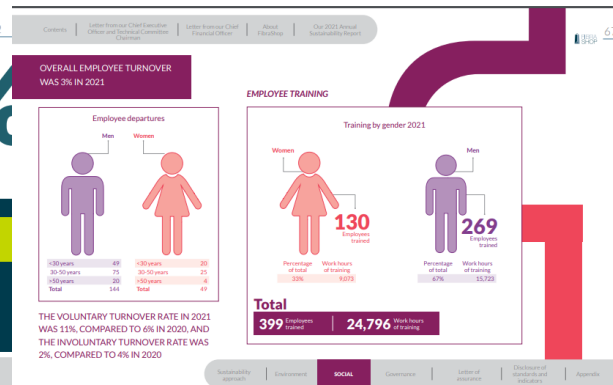 Contents
Letter from our Chief Executive
Officer and Technical Committee
Chairman
Letter from our Chief
Financial Officer
About
FibraShop
Our 2021 Annual
Sustainability Report
FIBRA
SHOP
67
OVERALL EMPLOYEE TURNOVER
WAS 3% IN 2021
Employee departures
Men Women
<30 years 49 <30 years 20
30-50 years 75 30-50 years 25
>50 years 20 >50 years 4
Total 144 Total 49
THE VOLUNTARY TURNOVER RATE IN 2021
WAS 11%, COMPARED TO 6% IN 2020, AND
THE INVOLUNTARY TURNOVER RATE WAS
2%, COMPARED TO 4% IN 2020
EMPLOYEE TRAINING
Training by gender 2021
Women
130
Employees
trained
Percentage
of total
Work hours
of training
33% 9,073
Men
269
Employees
trained
Percentage
of total
Work hours
of training
67% 15,723
Total
399 Employees
trained
24,796 Work hours
of training
Sustainability
approach
Environment
SOCIAL
Governance
Letter of
assurance
Disclosure of
standards and
indicators
Appendix